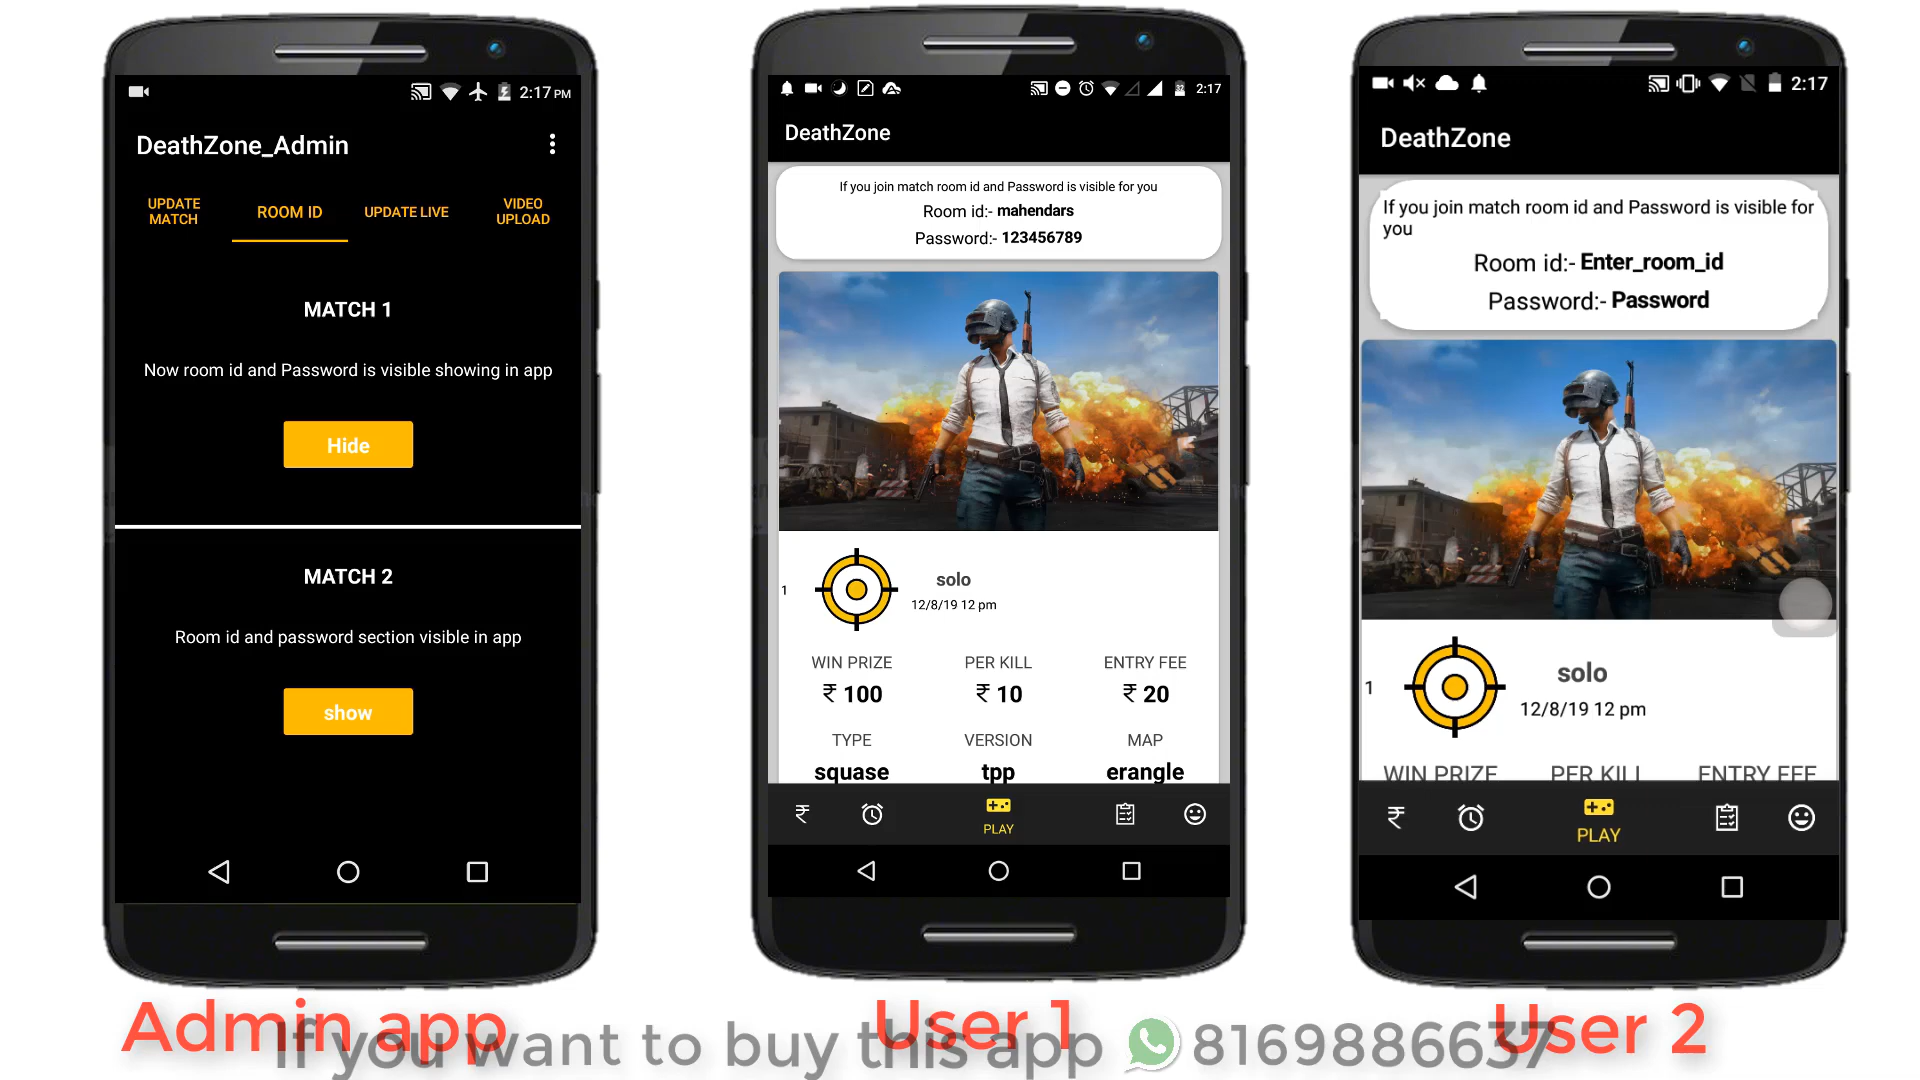 2:17 PM
DeathZone_Admin
UPDATE MATCH
ROOM ID
UPDATE LIVE
VIDEO UPLOAD
MATCH 1
Now room id and Password is visible showing in app
Hide
MATCH 2
Room id and password section visible in app
show
Admin app
2:17
DeathZone
If you join match room id and Password is visible for you
Room id:- mahendars
Password:- 123456789
1
solo
12/8/19 12 pm
WIN PRIZE
PER KILL
ENTRY FEE
₹ 100
₹ 10
₹ 20
TYPE
VERSION
MAP
squase
tpp
erangle
PLAY
User 1
2:17
DeathZone
If you join match room id and Password is visible for
you
Room id:- Enter_room_id
Password:- Password
1
solo
12/8/19 12 pm
WIN PRIZE
PER KILL
ENTRY FEE
PLAY
User 2
If you want to buy this app 8169886637